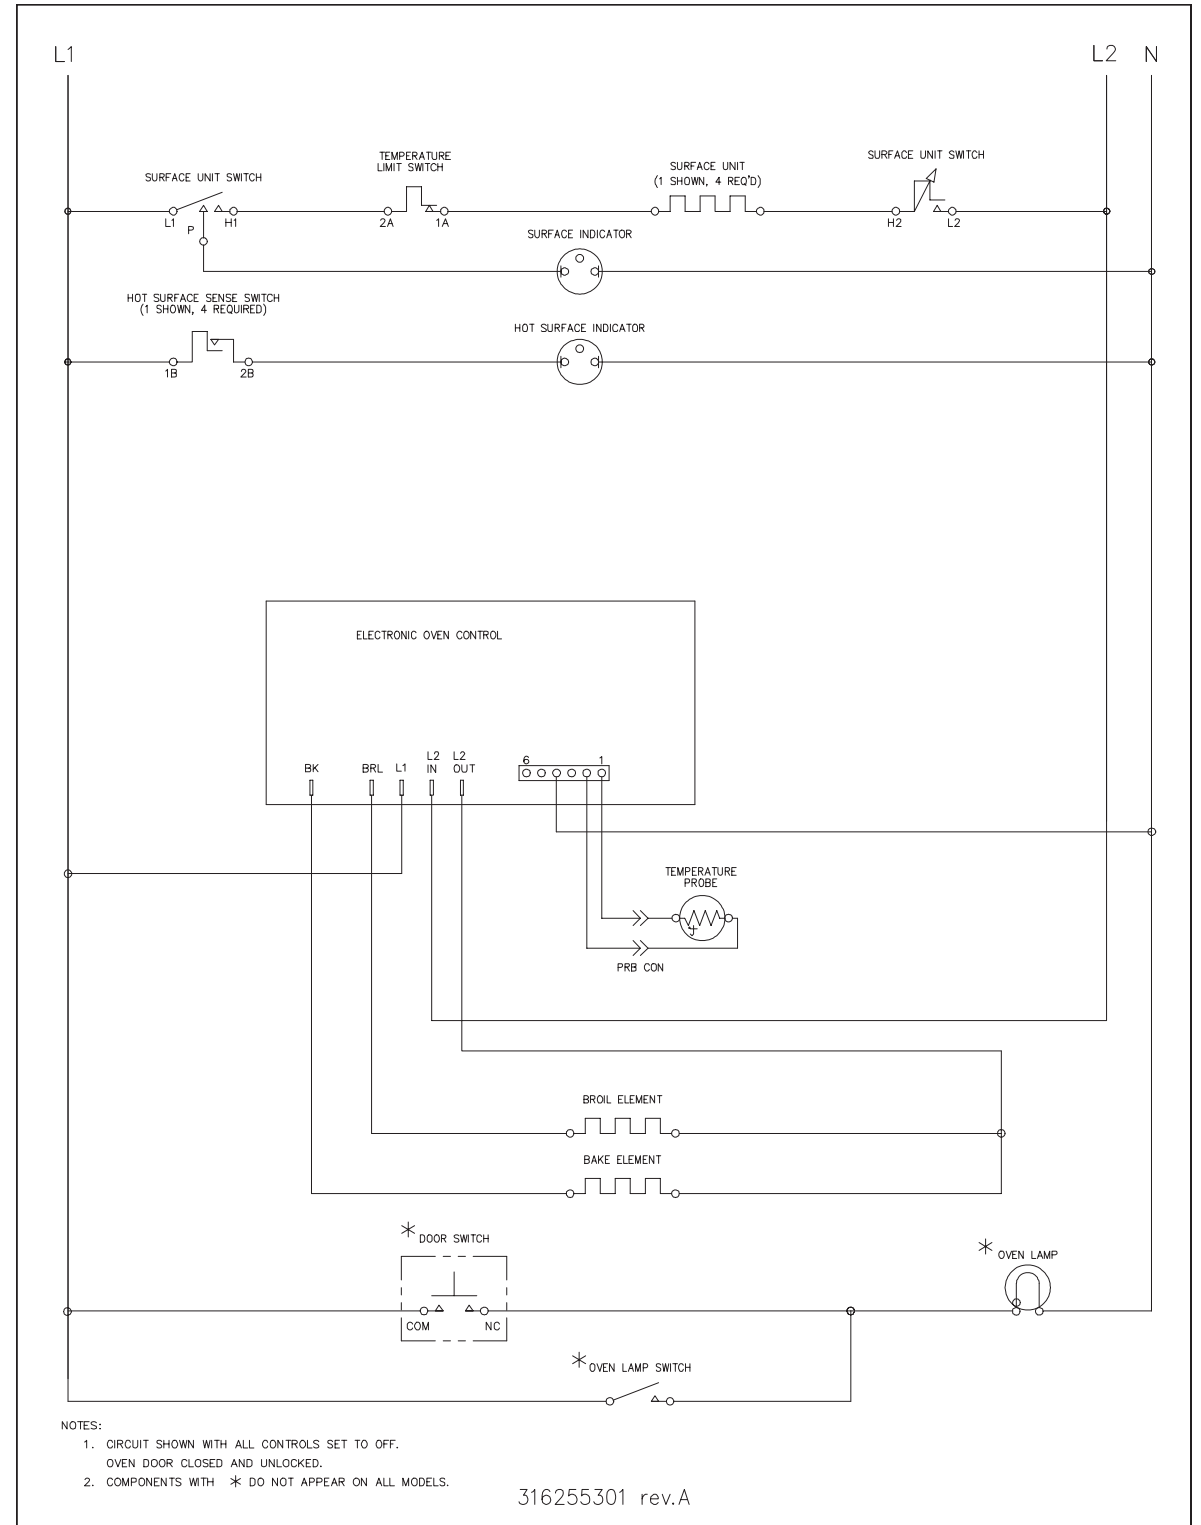 L1
L2 N
SURFACE UNIT SWITCH
TEMPERATURE
LIMIT SWITCH
SURFACE UNIT
(1 SHOWN, 4 REQ'D)
SURFACE UNIT SWITCH
L1
P
H1
2A
1A
H2
L2
SURFACE INDICATOR
HOT SURFACE SENSE SWITCH
(1 SHOWN, 4 REQUIRED)
HOT SURFACE INDICATOR
1B
2B
ELECTRONIC OVEN CONTROL
BK
BRL
L1
L2
IN
L2
OUT
6
1
TEMPERATURE
PROBE
PRB CON
BROIL ELEMENT
BAKE ELEMENT
* DOOR SWITCH
COM
NC
* OVEN LAMP
* OVEN LAMP SWITCH
NOTES:
1. CIRCUIT SHOWN WITH ALL CONTROLS SET TO OFF.
OVEN DOOR CLOSED AND UNLOCKED.
2. COMPONENTS WITH * DO NOT APPEAR ON ALL MODELS.
316255301 rev.A